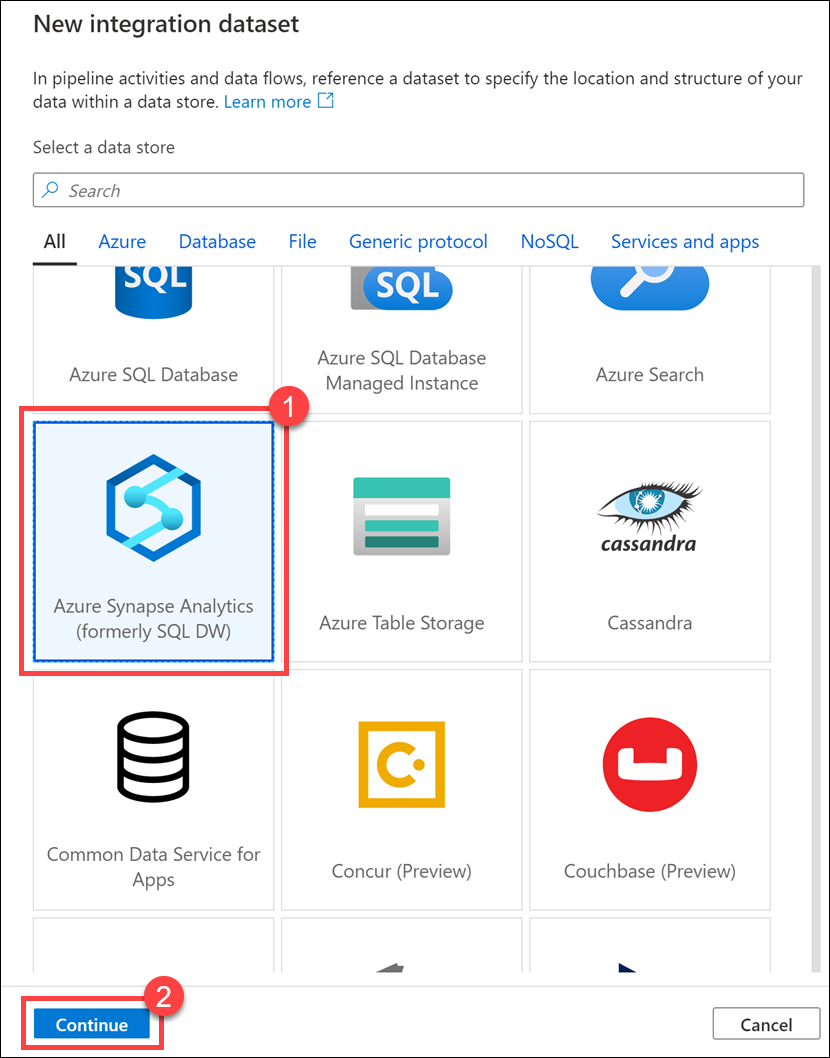 New integration dataset
In pipeline activities and data flows, reference a dataset to specify the location and structure of your
data within a data store. Learn more
Select a data store
Search
All Azure Database File Generic protocol NoSQL Services and apps
SQL SQL
Azure SQL Database
Azure SQL Database
Managed Instance
Azure Search
1
Azure Synapse Analytics
(formerly SQL DW)
Azure Table Storage
cassandra
Cassandra
Common Data Service for
Apps
Concur (Preview)
Couchbase (Preview)
2
Continue
Cancel